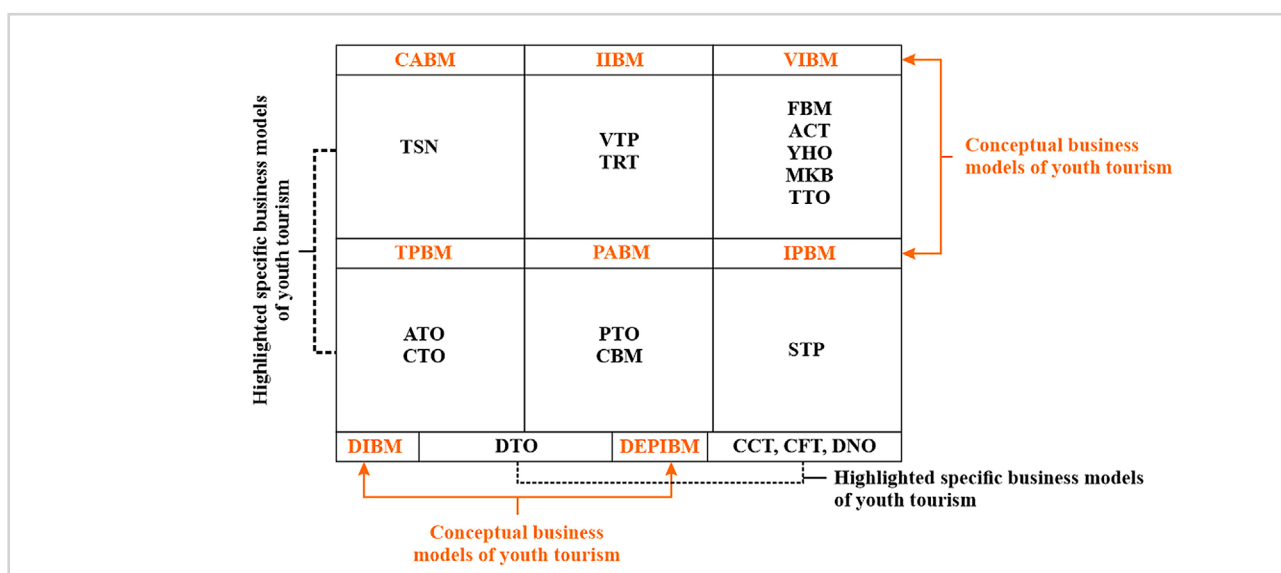 CABM
IIBM
VIBM
TSN
VTP
TRT
FBM
ACT
YHO
MKB
TTO
TPBM
PABM
IPBM
ATO
CTO
PTO
CBM
STP
DIBM
DTO
DEPIBM
CCT, CFT, DNO
Highlighted specific business models
of youth tourism
Conceptual business
models of youth tourism
Highlighted specific business models
of youth tourism
Conceptual business
models of youth tourism